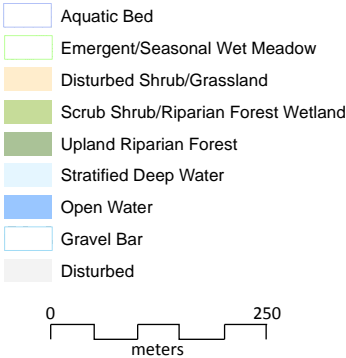 Aquatic Bed
Emergent/Seasonal Wet Meadow
Disturbed Shrub/Grassland
Scrub Shrub/Riparian Forest Wetland
Upland Riparian Forest
Stratified Deep Water
Open Water
Gravel Bar
Disturbed
0 250
meters